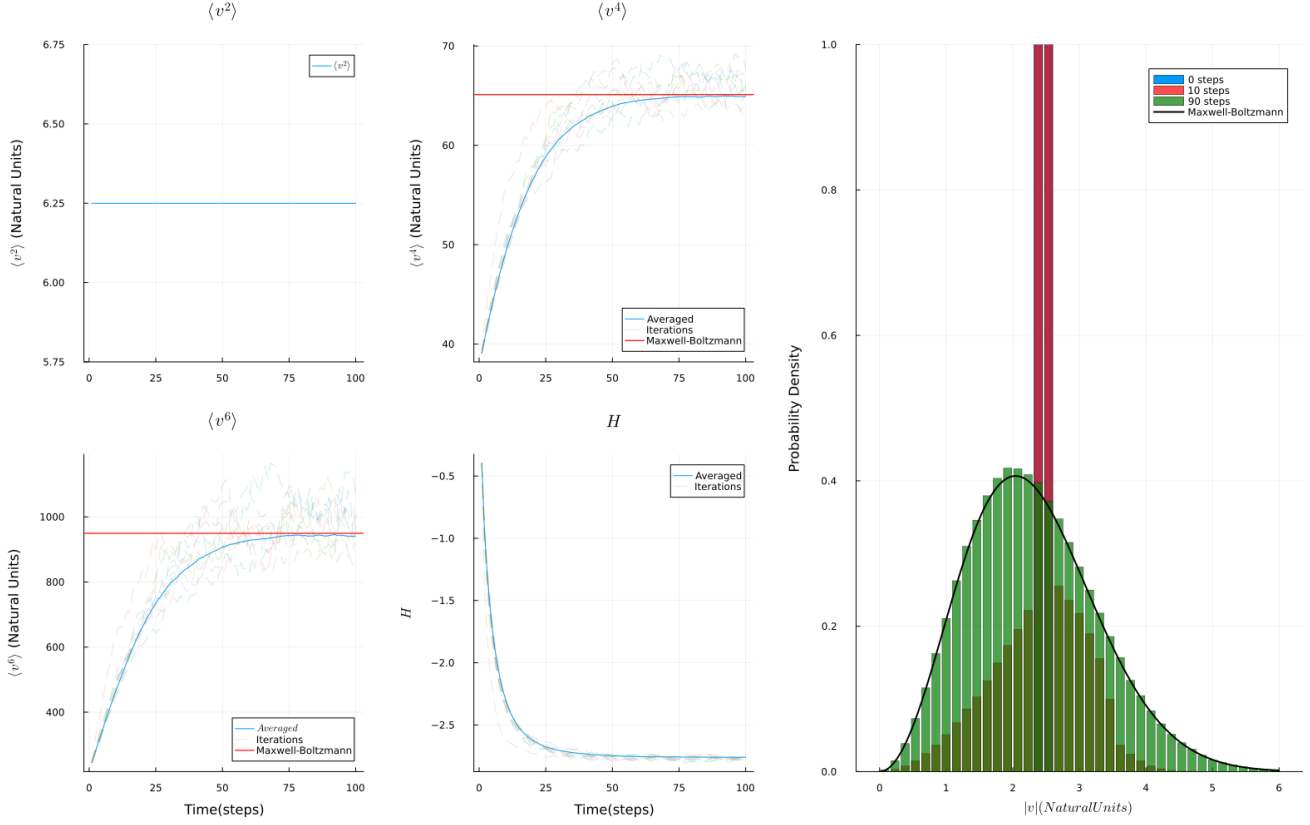 ⟨v²⟩
6.75
6.50
6.25
6.00
5.75
⟨v²⟩ (Natural Units)
⟨v²⟩
0 25 50 75 100
⟨v⁴⟩
70
60
50
40
⟨v⁴⟩ (Natural Units)
Averaged
Iterations
Maxwell-Boltzmann
0 25 50 75 100
⟨v⁶⟩
1000
800
600
400
⟨v⁶⟩ (Natural Units)
Averaged
Iterations
Maxwell-Boltzmann
0 25 50 75 100
Time(steps)
H
−0.5
−1.0
−1.5
−2.0
−2.5
H
Averaged
Iterations
0 25 50 75 100
Time(steps)
1.0
0.8
0.6
0.4
0.2
0.0
Probability Density
0 steps
10 steps
90 steps
Maxwell-Boltzmann
0 1 2 3 4 5 6
|v|(NaturalUnits)